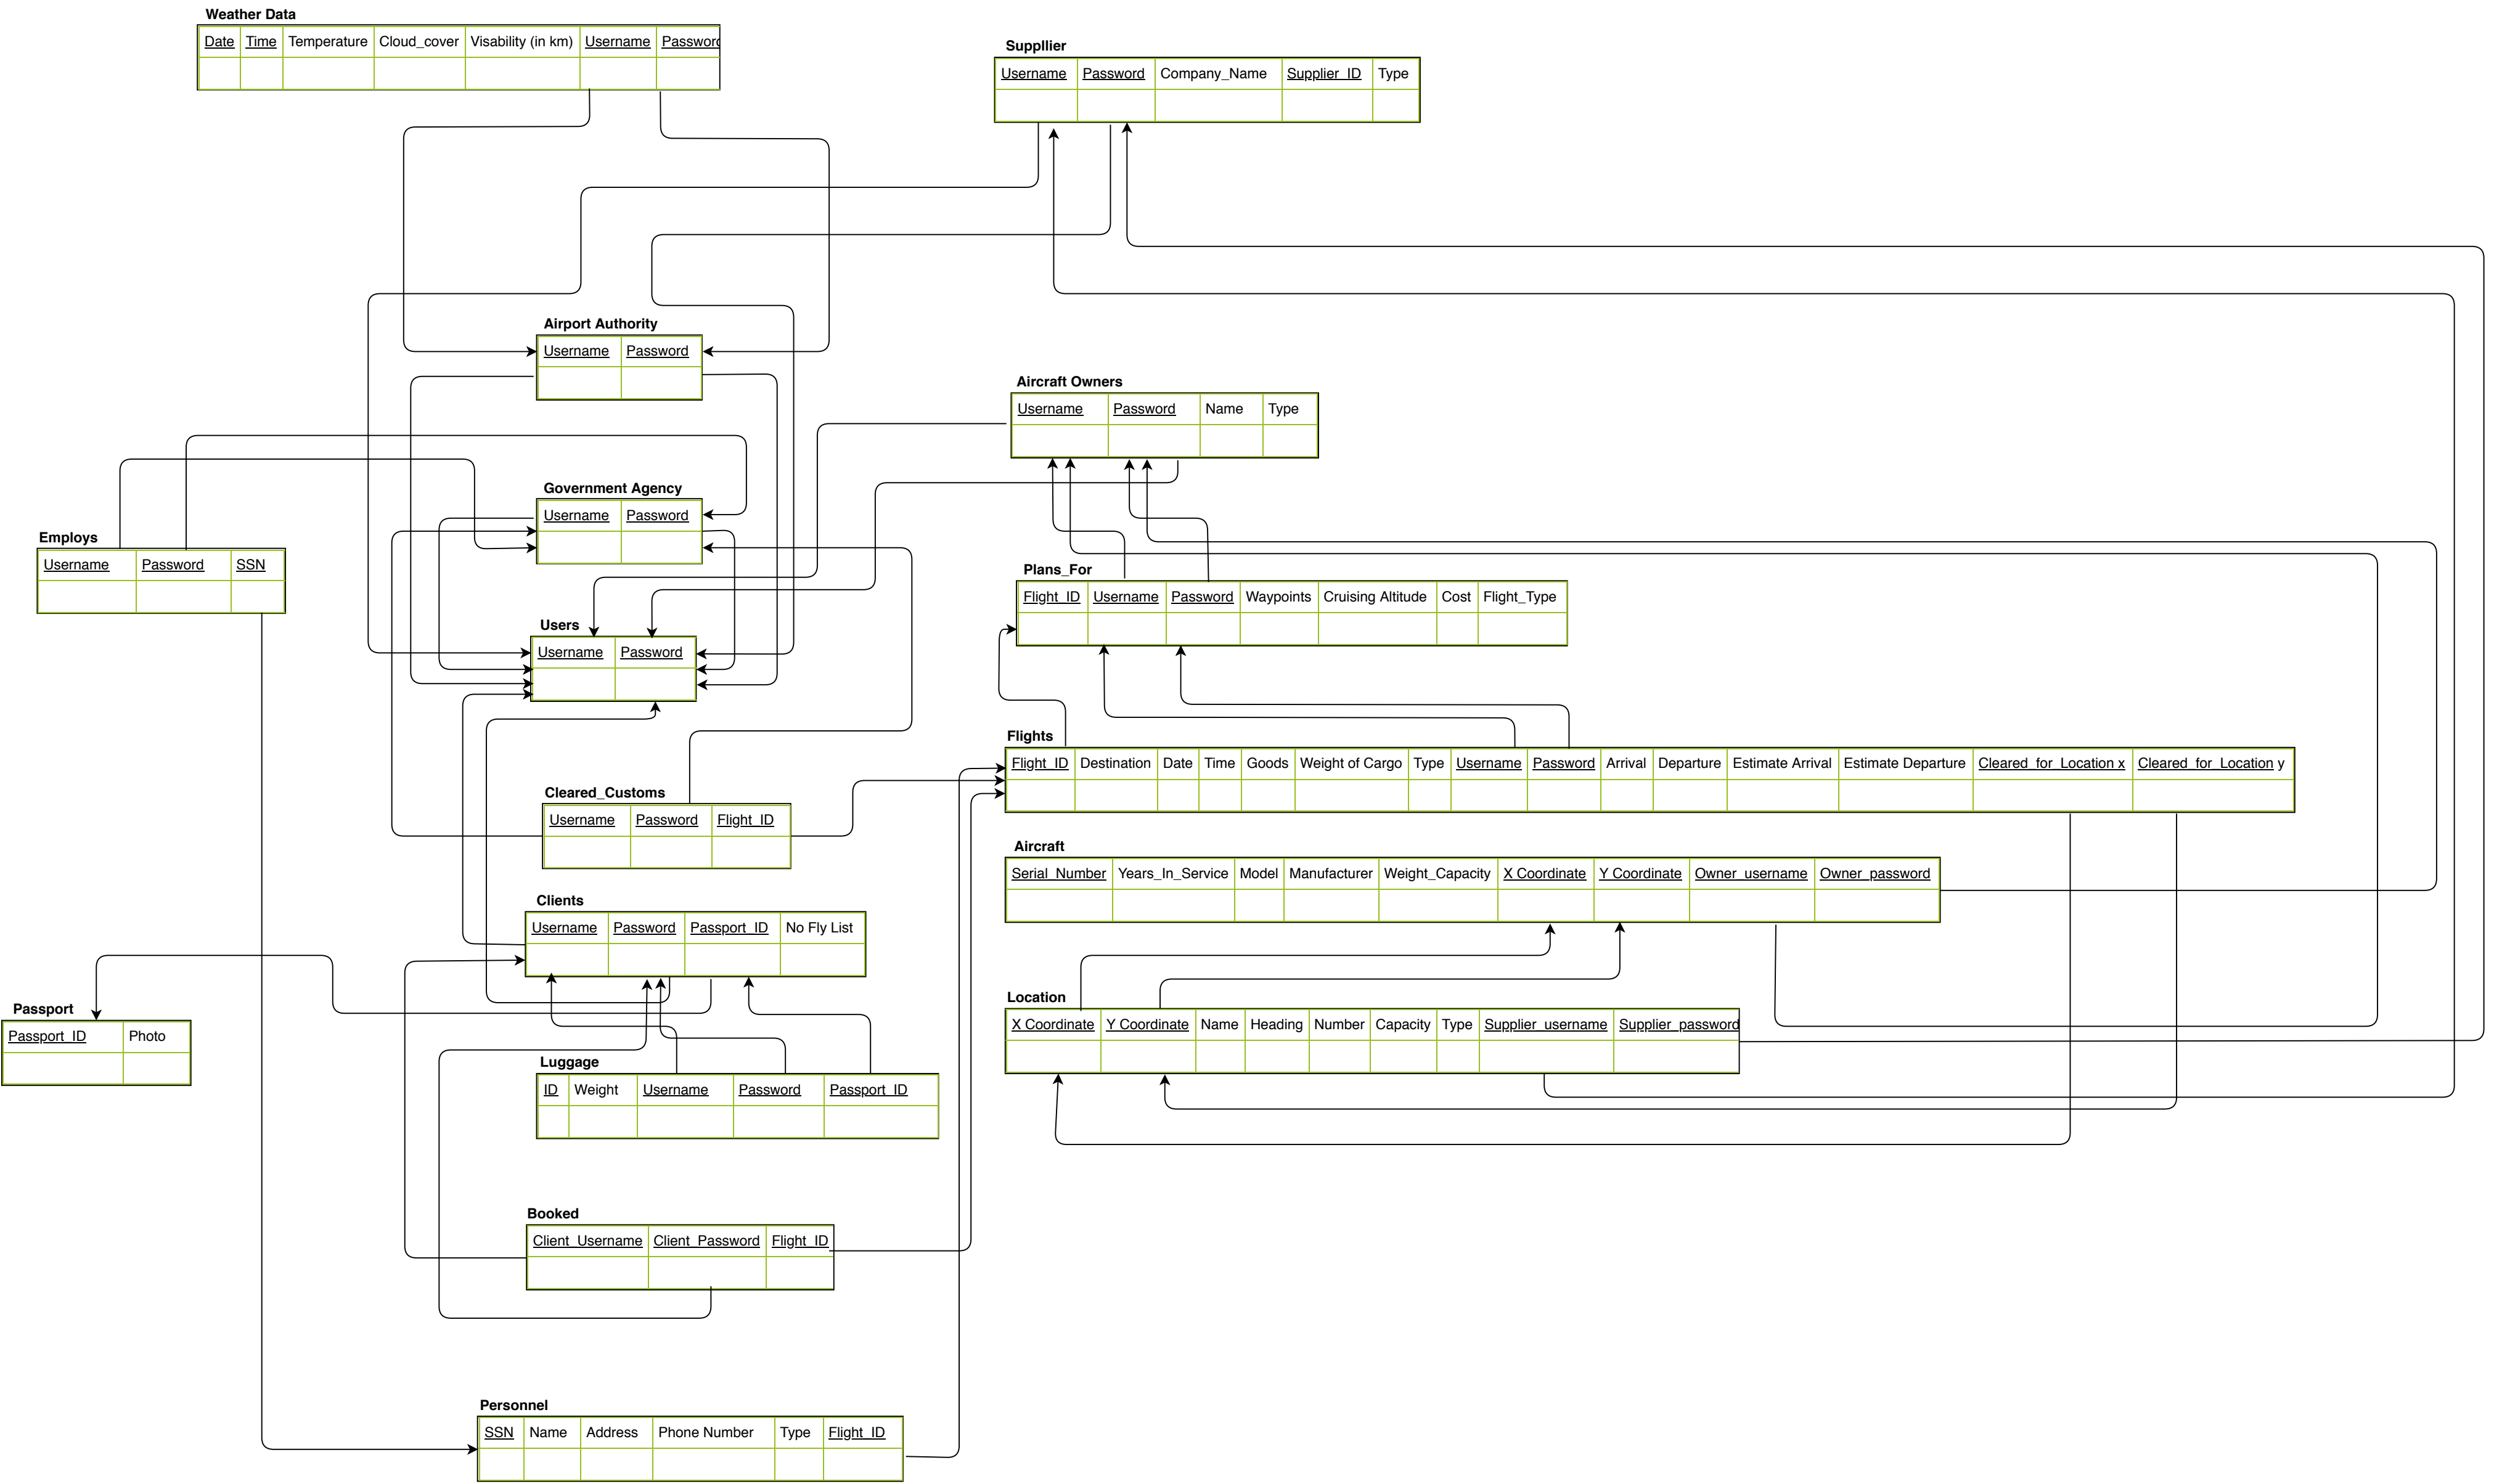 Weather Data
Date Time Temperature Cloud_cover Visability (in km) Username Password
Suppllier
Username Password Company_Name Supplier_ID Type
Airport Authority
Username Password
Aircraft Owners
Username Password Name Type
Government Agency
Username Password
Employs
Username Password SSN
Plans_For
Flight_ID Username Password Waypoints Cruising Altitude Cost Flight_Type
Users
Username Password
Flights
Flight_ID Destination Date Time Goods Weight of Cargo Type Username Password Arrival Departure Estimate Arrival Estimate Departure Cleared_for_Location x Cleared_for_Location y
Cleared_Customs
Username Password Flight_ID
Aircraft
Serial_Number Years_In_Service Model Manufacturer Weight_Capacity X Coordinate Y Coordinate Owner_username Owner_password
Clients
Username Password Passport_ID No Fly List
Location
X Coordinate Y Coordinate Name Heading Number Capacity Type Supplier_username Supplier_password
Passport
Passport_ID Photo
Luggage
ID Weight Username Password Passport_ID
Booked
Client_Username Client_Password Flight_ID
Personnel
SSN Name Address Phone Number Type Flight_ID